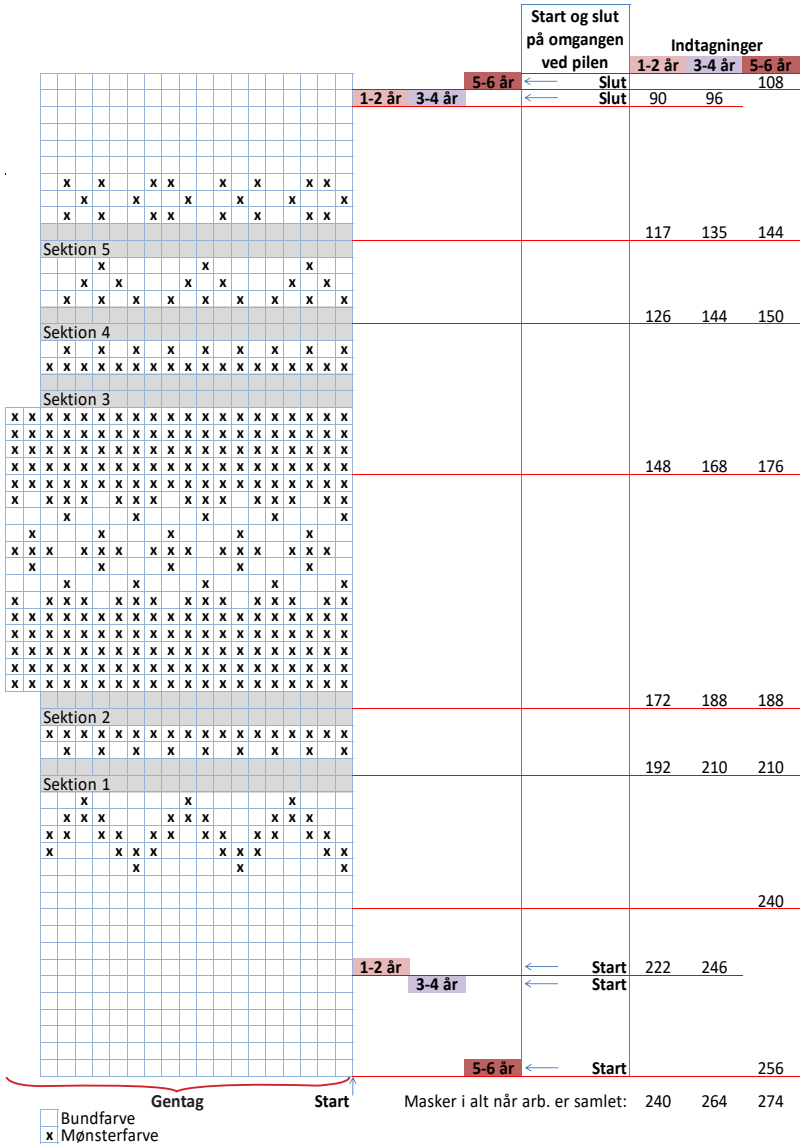 Start og slut
på omgangen
ved pilen
Indtagninger
1-2 år 3-4 år 5-6 år
5-6 år Slut 108
1-2 år 3-4 år Slut 90 96
x x x x x x x x
x x x x x x
x x x x x x x x
117 135 144
Sektion 5
x x x
x x x x x x
x x x x x x x x x
126 144 150
Sektion 4
x x x x x x x x x
x x x x x x x x x x x x x x x x x x
Sektion 3
x x x x x x x x x x x x x x x x x x x x
x x x x x x x x x x x x x x x x x x x x
x x x x x x x x x x x x x x x x x x x x
x x x x x x x x x x x x x x x x x x x x
148 168 176
x x x x x x x x x x x x x x x x x x x x
x x x x x x x x x x x x x x x
x x x x x
x x x x x
x x x x x x x x x x x x x x x
x x x x x
x x x x x
x x x x x x x x x x x x x x x
x x x x x x x x x x x x x x x x x x x x
x x x x x x x x x x x x x x x x x x x x
x x x x x x x x x x x x x x x x x x x x
x x x x x x x x x x x x x x x x x x x x
x x x x x x x x x x x x x x x x x x x x
172 188 188
Sektion 2
x x x x x x x x x x x x x x x x x x
x x x x x x x x x
192 210 210
Sektion 1
x x x
x x x x x x x x x
x x x x x x x x x x x x
x x x x x x x x x
x x x
240
1-2 år Start 222 246
3-4 år Start
5-6 år Start 256
Gentag Start Masker i alt når arb. er samlet: 240 264 274
Bundfarve
x Mønsterfarve